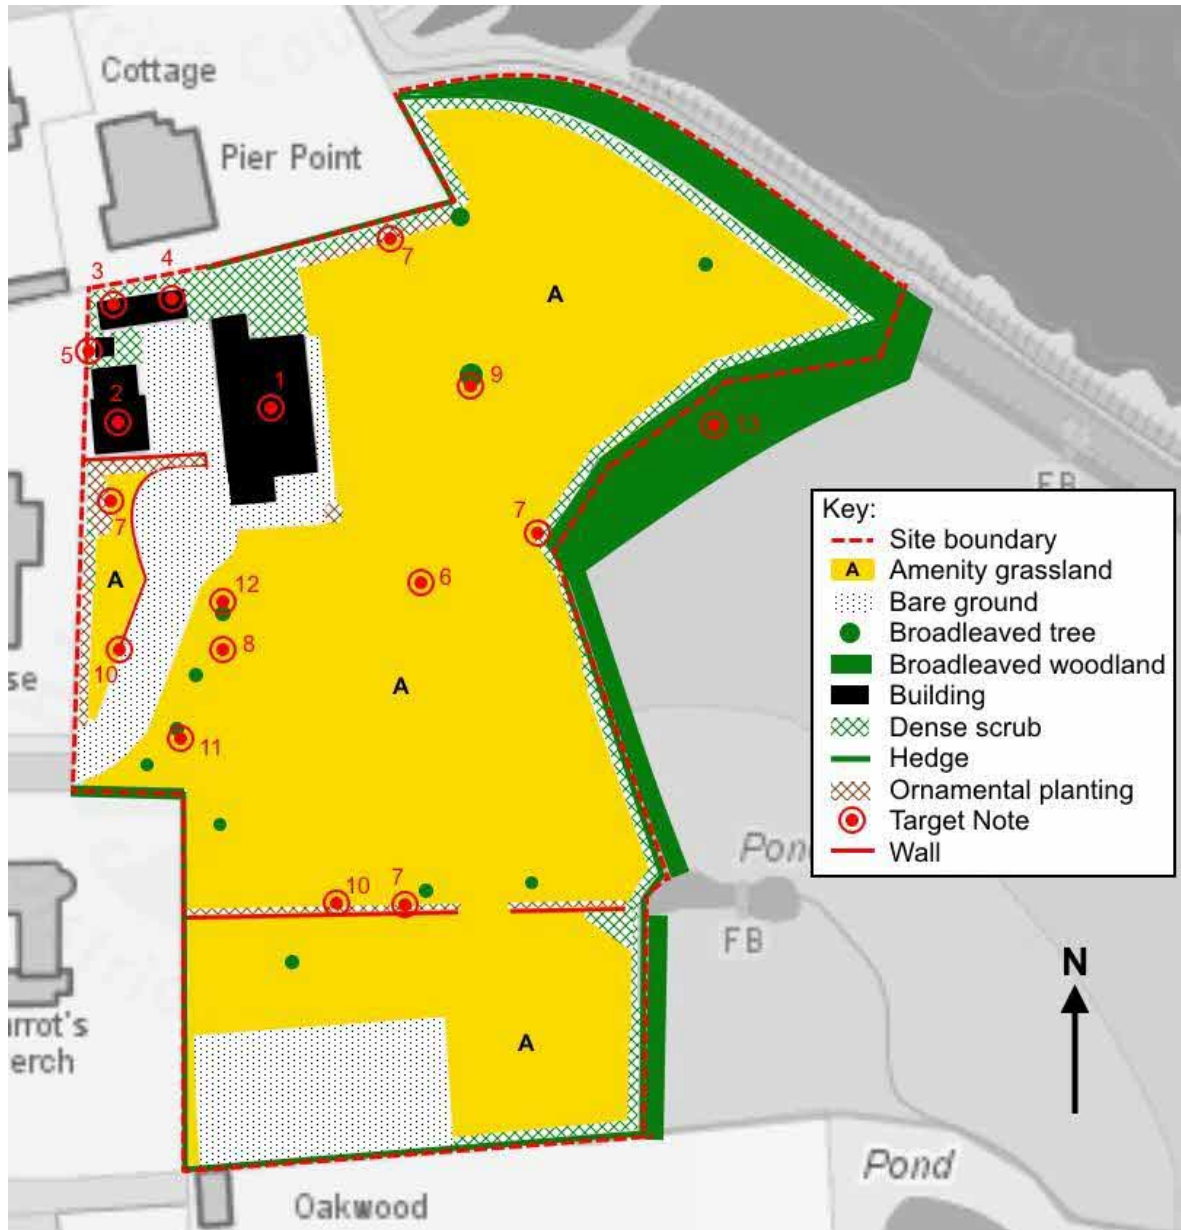 Cottage
Pier Point
3
4
7
A
5
1
2
9
13
FB
7
7
A
12
6
8
10
se
A
11
10
7
Pond
FB
A
N
Pond
Oakwood
Key:
Site boundary
A Amenity grassland
Bare ground
Broadleaved tree
Broadleaved woodland
Building
Dense scrub
Hedge
Ornamental planting
Target Note
Wall
rrot's
erch